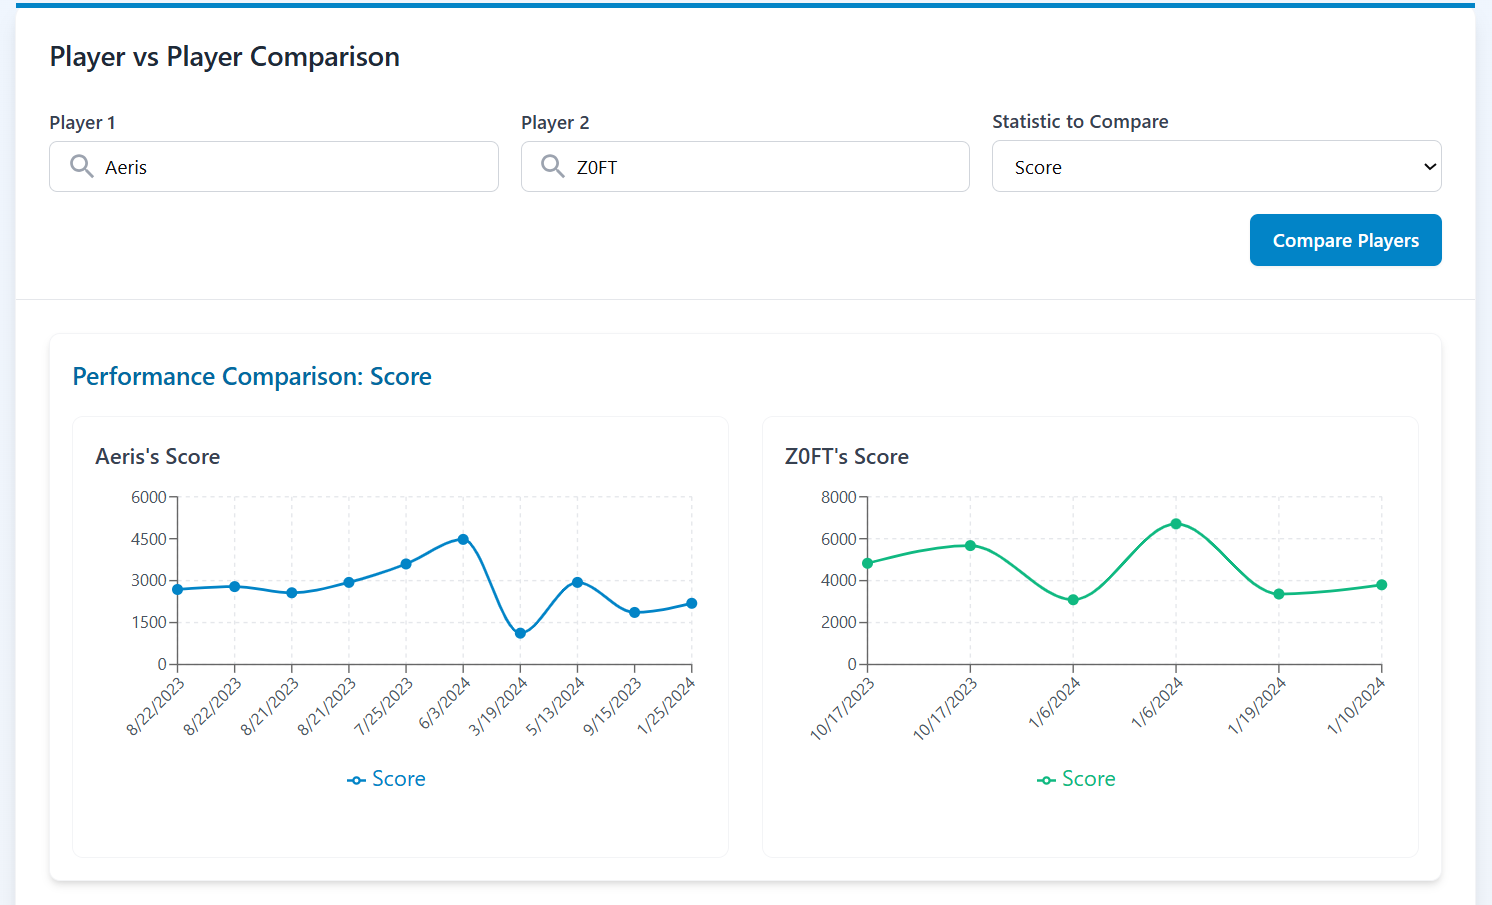 Player vs Player Comparison
Player 1
Player 2
Statistic to Compare
Aeris
Z0FT
Score
Compare Players
Performance Comparison: Score
Aeris's Score
6000
4500
3000
1500
0
8/22/2023
8/22/2023
8/21/2023
8/21/2023
7/25/2023
6/3/2024
3/19/2024
5/13/2024
9/15/2023
1/25/2024
Score
Z0FT's Score
8000
6000
4000
2000
0
10/17/2023
10/17/2023
1/6/2024
1/6/2024
1/19/2024
1/10/2024
Score